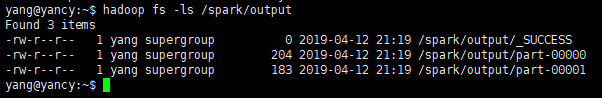 yang@yancy:~$ hadoop fs -ls /spark/output
Found 3 items
-rw-r--r--   1 yang supergroup          0 2019-04-12 21:19 /spark/output/_SUCCESS
-rw-r--r--   1 yang supergroup        204 2019-04-12 21:19 /spark/output/part-00000
-rw-r--r--   1 yang supergroup        183 2019-04-12 21:19 /spark/output/part-00001
yang@yancy:~$